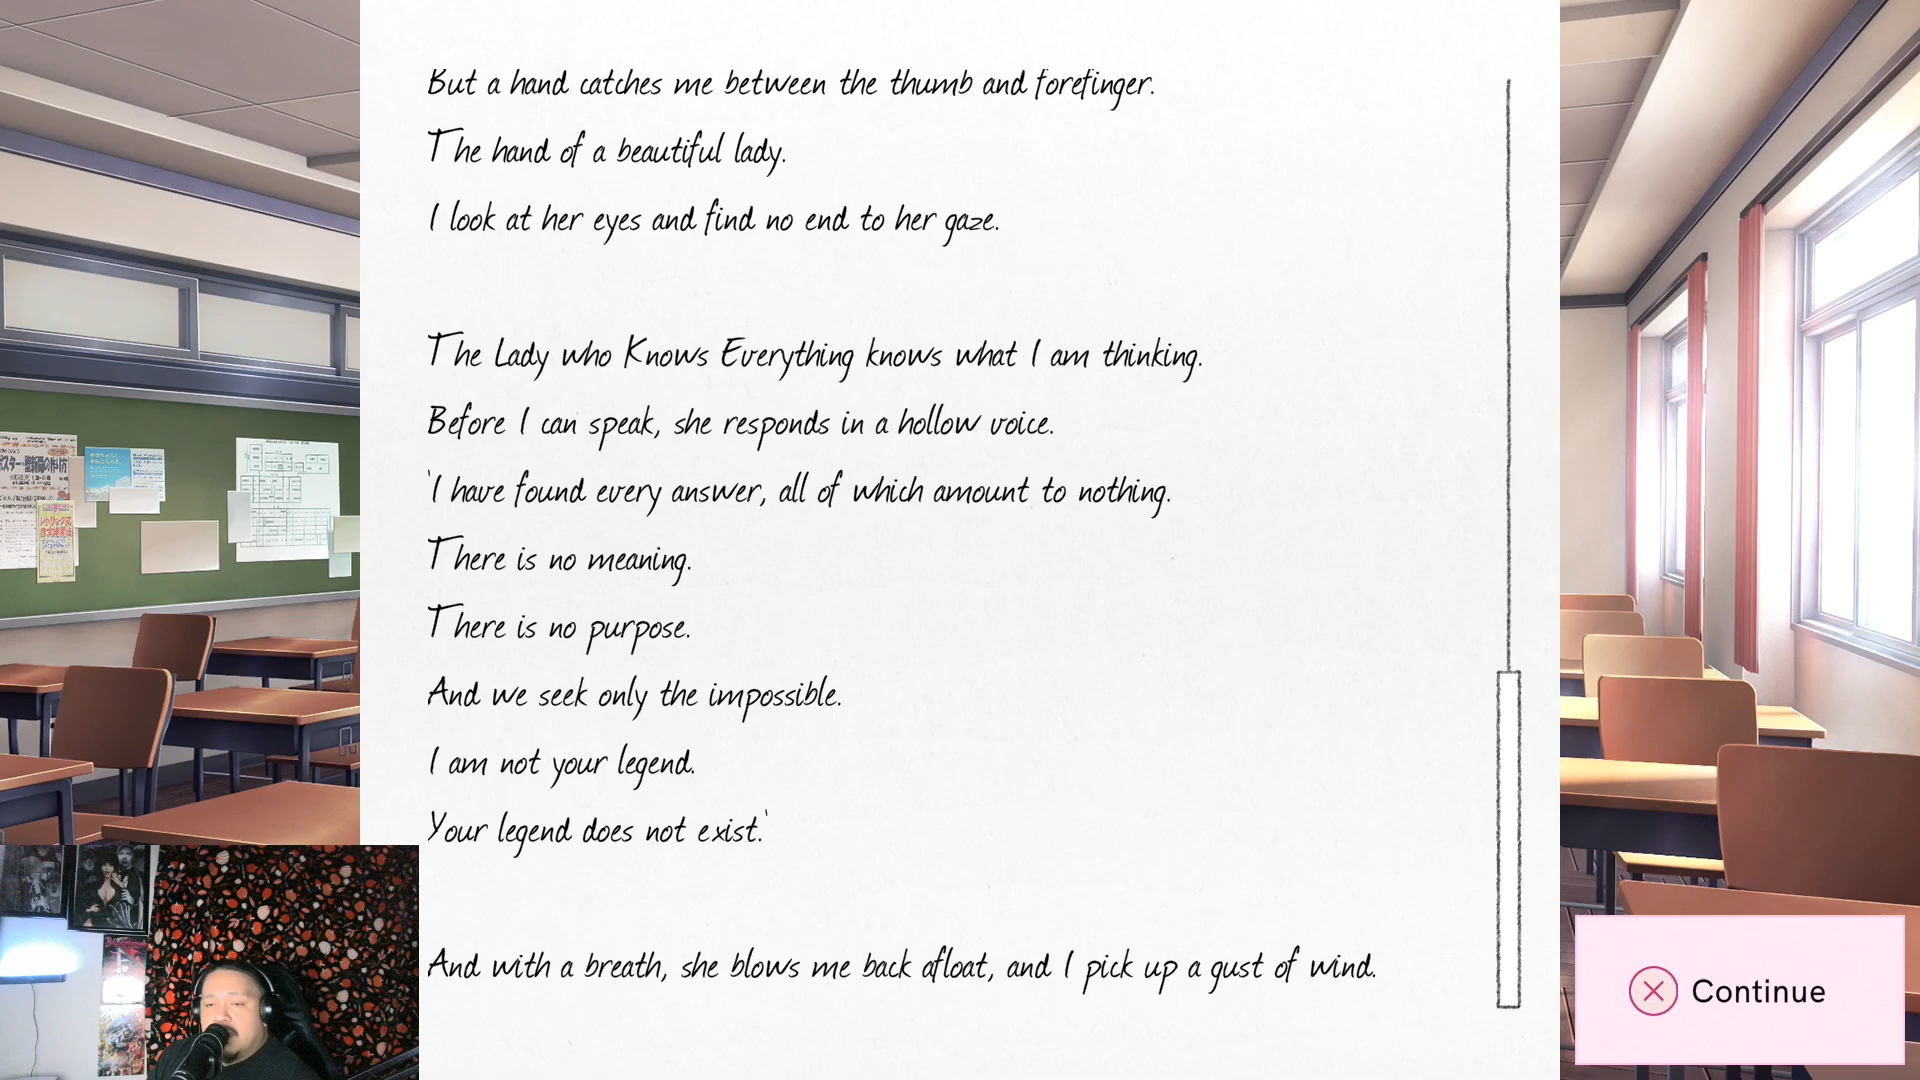 But a hand catches me between the thumb and forefinger.
The hand of a beautiful lady.
I look at her eyes and find no end to her gaze.
The Lady who Knows Everything knows what I am thinking.
Before I can speak, she responds in a hollow voice.
'I have found every answer, all of which amount to nothing.
There is no meaning.
There is no purpose.
And we seek only the impossible.
I am not your legend.
Your legend does not exist.'
And with a breath, she blows me back afloat, and I pick up a gust of wind.
Continue